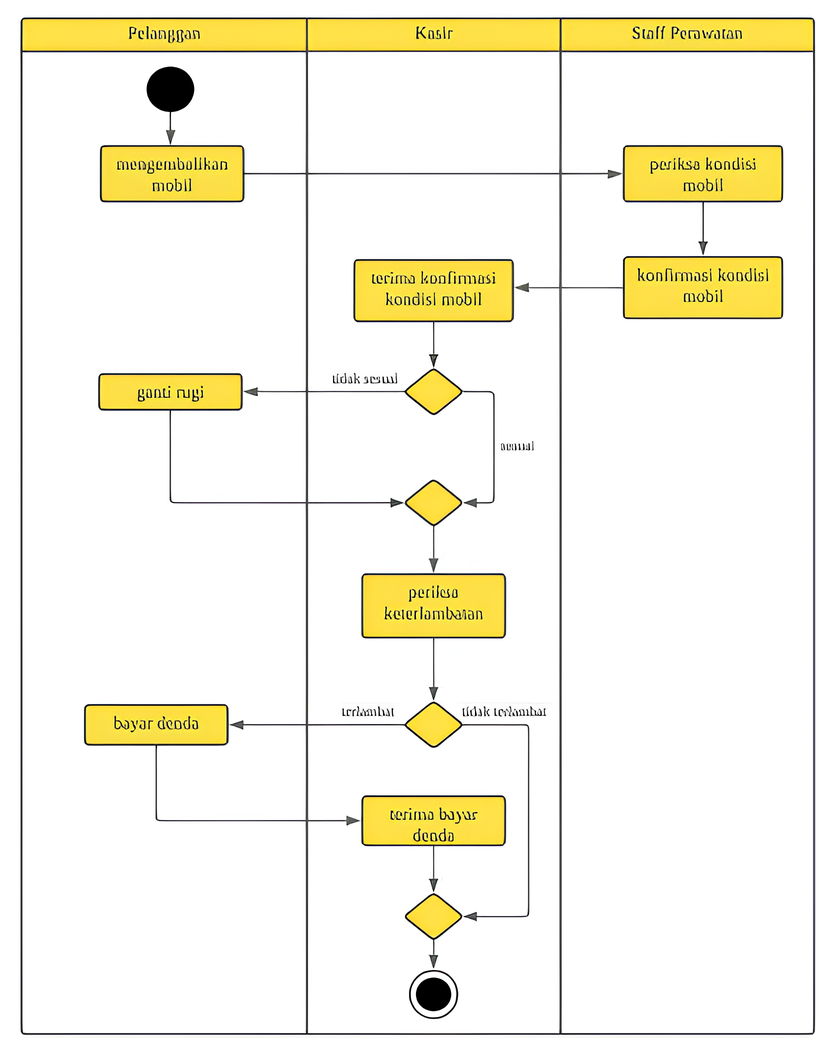 Pelanggan
Kasir
Staff Perawatan
mengembalikan
mobil
periksa kondisi
mobil
terima konfirmasi
kondisi mobil
konfirmasi kondisi
mobil
tidak sesuai
ganti rugi
sesuai
periksa
keterlambatan
terlambat
tidak terlambat
bayar denda
terima bayar
denda